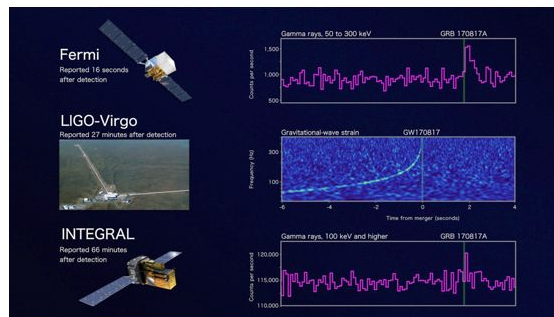 Fermi
Reported 16 seconds
after detection
Gamma rays, 50 to 300 keV
GRB 170817A
Counts per second
1,500
1,000
500
LIGO-Virgo
Reported 27 minutes after detection
Gravitational-wave strain
GW170817
Frequency (Hz)
300
100
-6
-4
-2
0
2
4
Time from merger (seconds)
INTEGRAL
Reported 66 minutes
after detection
Gamma rays, 100 keV and higher
GRB 170817A
Counts per second
120,000
115,000
110,000